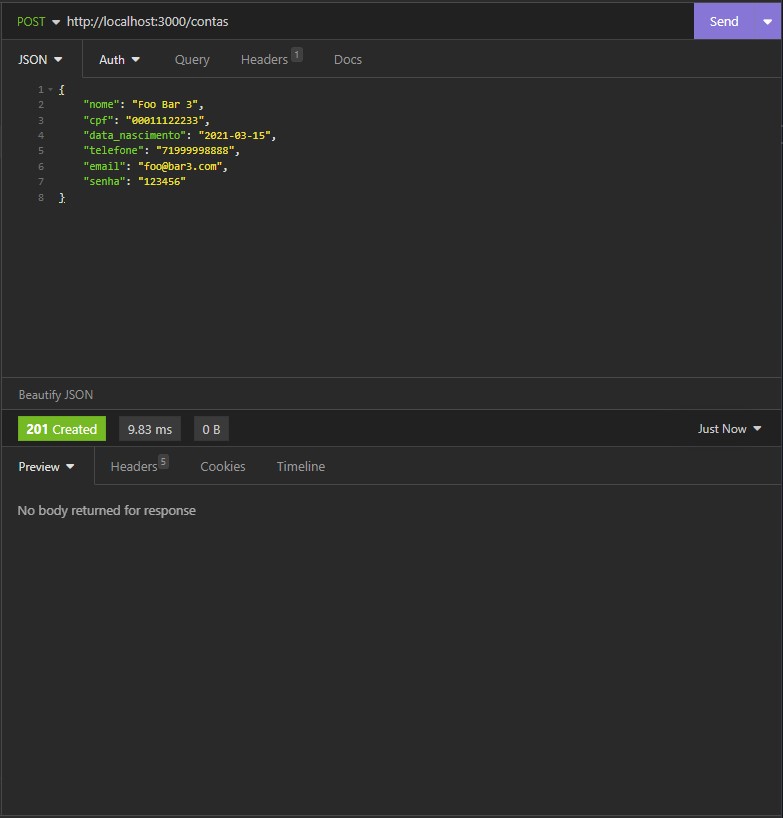 POST http://localhost:3000/contas Send
JSON Auth Query Headers 1 Docs
1 {
2 "nome": "Foo Bar 3",
3 "cpf": "00011122233",
4 "data_nascimento": "2021-03-15",
5 "telefone": "71999998888",
6 "email": "foo@bar3.com",
7 "senha": "123456"
8 }
Beautify JSON
201 Created 9.83 ms 0 B Just Now
Preview Headers 5 Cookies Timeline
No body returned for response